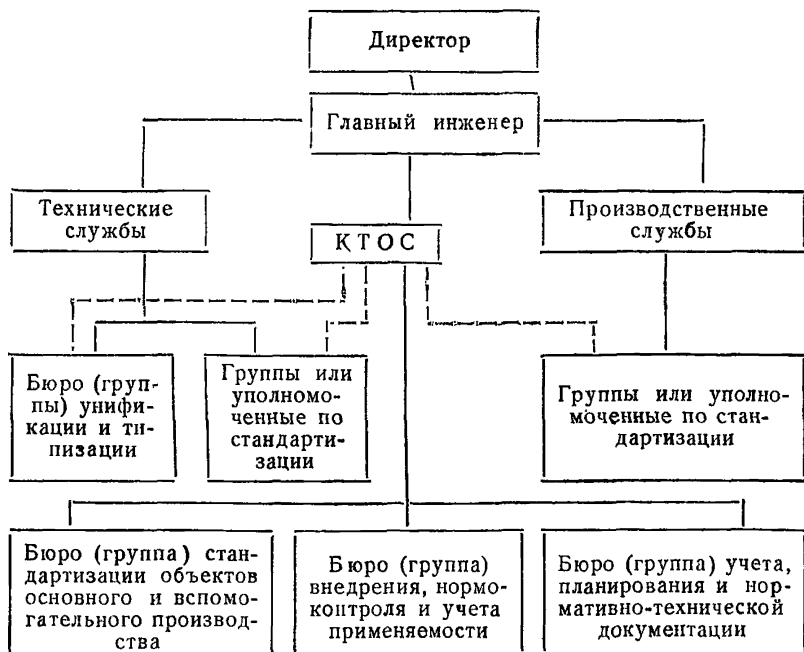 Директор
Главный инженер
Технические
службы
КТОС
Производственные
службы
Бюро (груп-
пы) унифи-
кации и ти-
пизации
Группы или
уполномо-
ченные по
стандарти-
зации
Группы или уполно-
моченные по стан-
дартизации
Бюро (группа) стан-
дартизации объектов
основного и вспомо-
гательного производ-
ства
Бюро (группа)
внедрения, нормо-
контроля и учета
применяемости
Бюро (группа) учета,
планирования и нор-
мативно-технической
документации